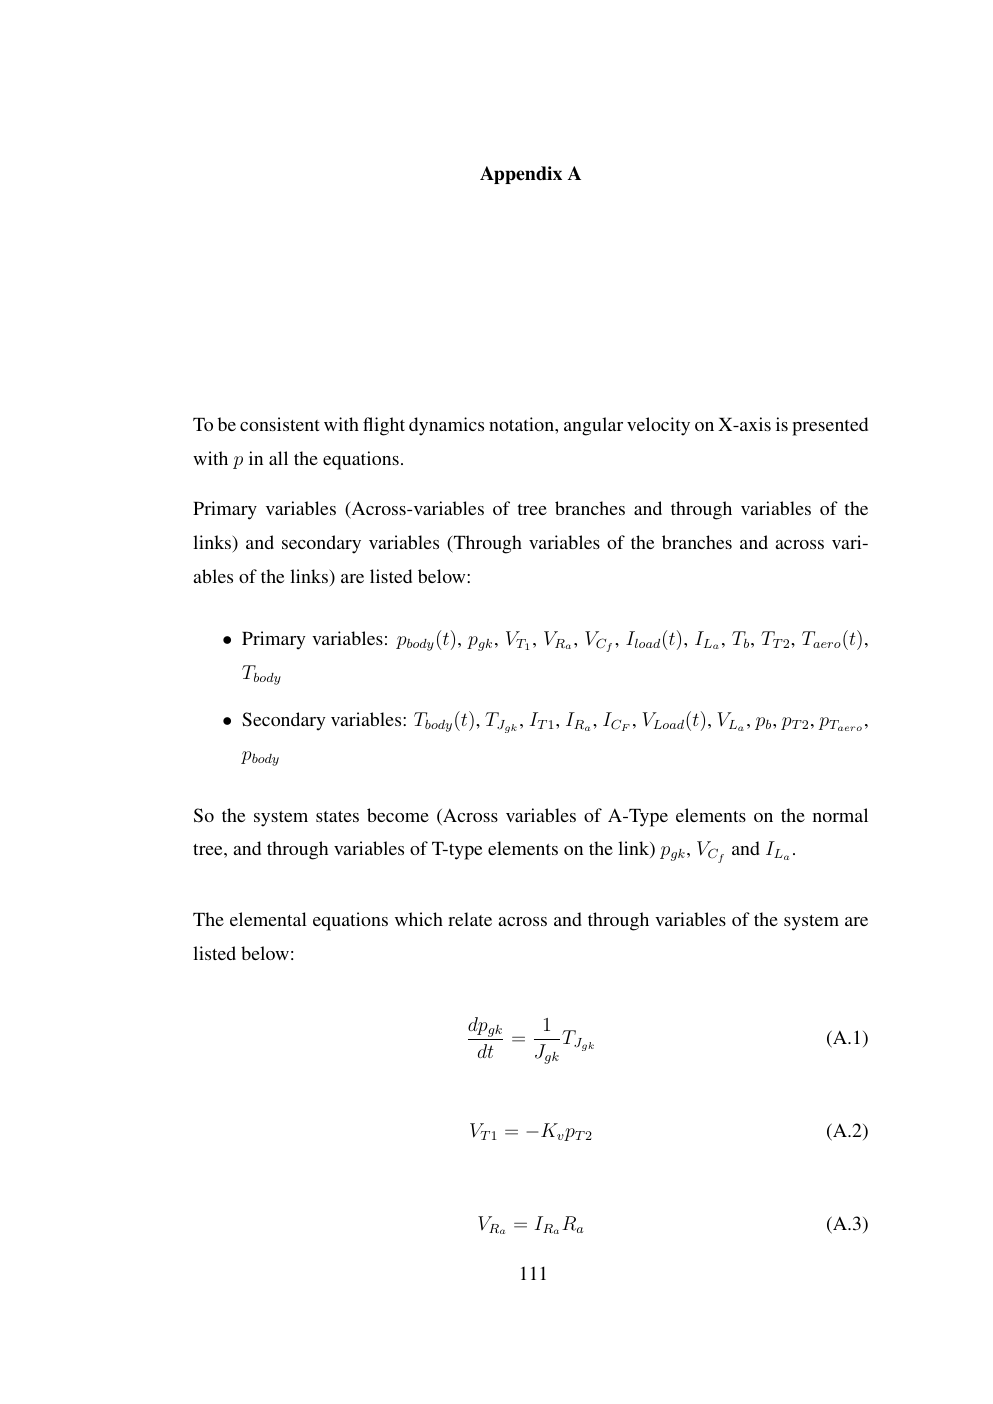 Appendix A
To be consistent with flight dynamics notation, angular velocity on X-axis is presented
with $p$ in all the equations.
Primary variables (Across-variables of tree branches and through variables of the
links) and secondary variables (Through variables of the branches and across vari-
ables of the links) are listed below:
• Primary variables: $p_{body}(t)$, $p_{gk}$, $V_{T_1}$, $V_{R_a}$, $V_{C_f}$, $I_{load}(t)$, $I_{L_a}$, $T_b$, $T_{T2}$, $T_{aero}(t)$,
$T_{body}$
• Secondary variables: $T_{body}(t)$, $T_{J_{gk}}$, $I_{T1}$, $I_{R_a}$, $I_{C_F}$, $V_{Load}(t)$, $V_{L_a}$, $p_b$, $p_{T2}$, $p_{T_{aero}}$,
$p_{body}$
So the system states become (Across variables of A-Type elements on the normal
tree, and through variables of T-type elements on the link) $p_{gk}$, $V_{C_f}$ and $I_{L_a}$.
The elemental equations which relate across and through variables of the system are
listed below:
$\frac{dp_{gk}}{dt} = \frac{1}{J_{gk}} T_{J_{gk}}$ (A.1)
$V_{T1} = -K_v p_{T2}$ (A.2)
$V_{R_a} = I_{R_a} R_a$ (A.3)
111